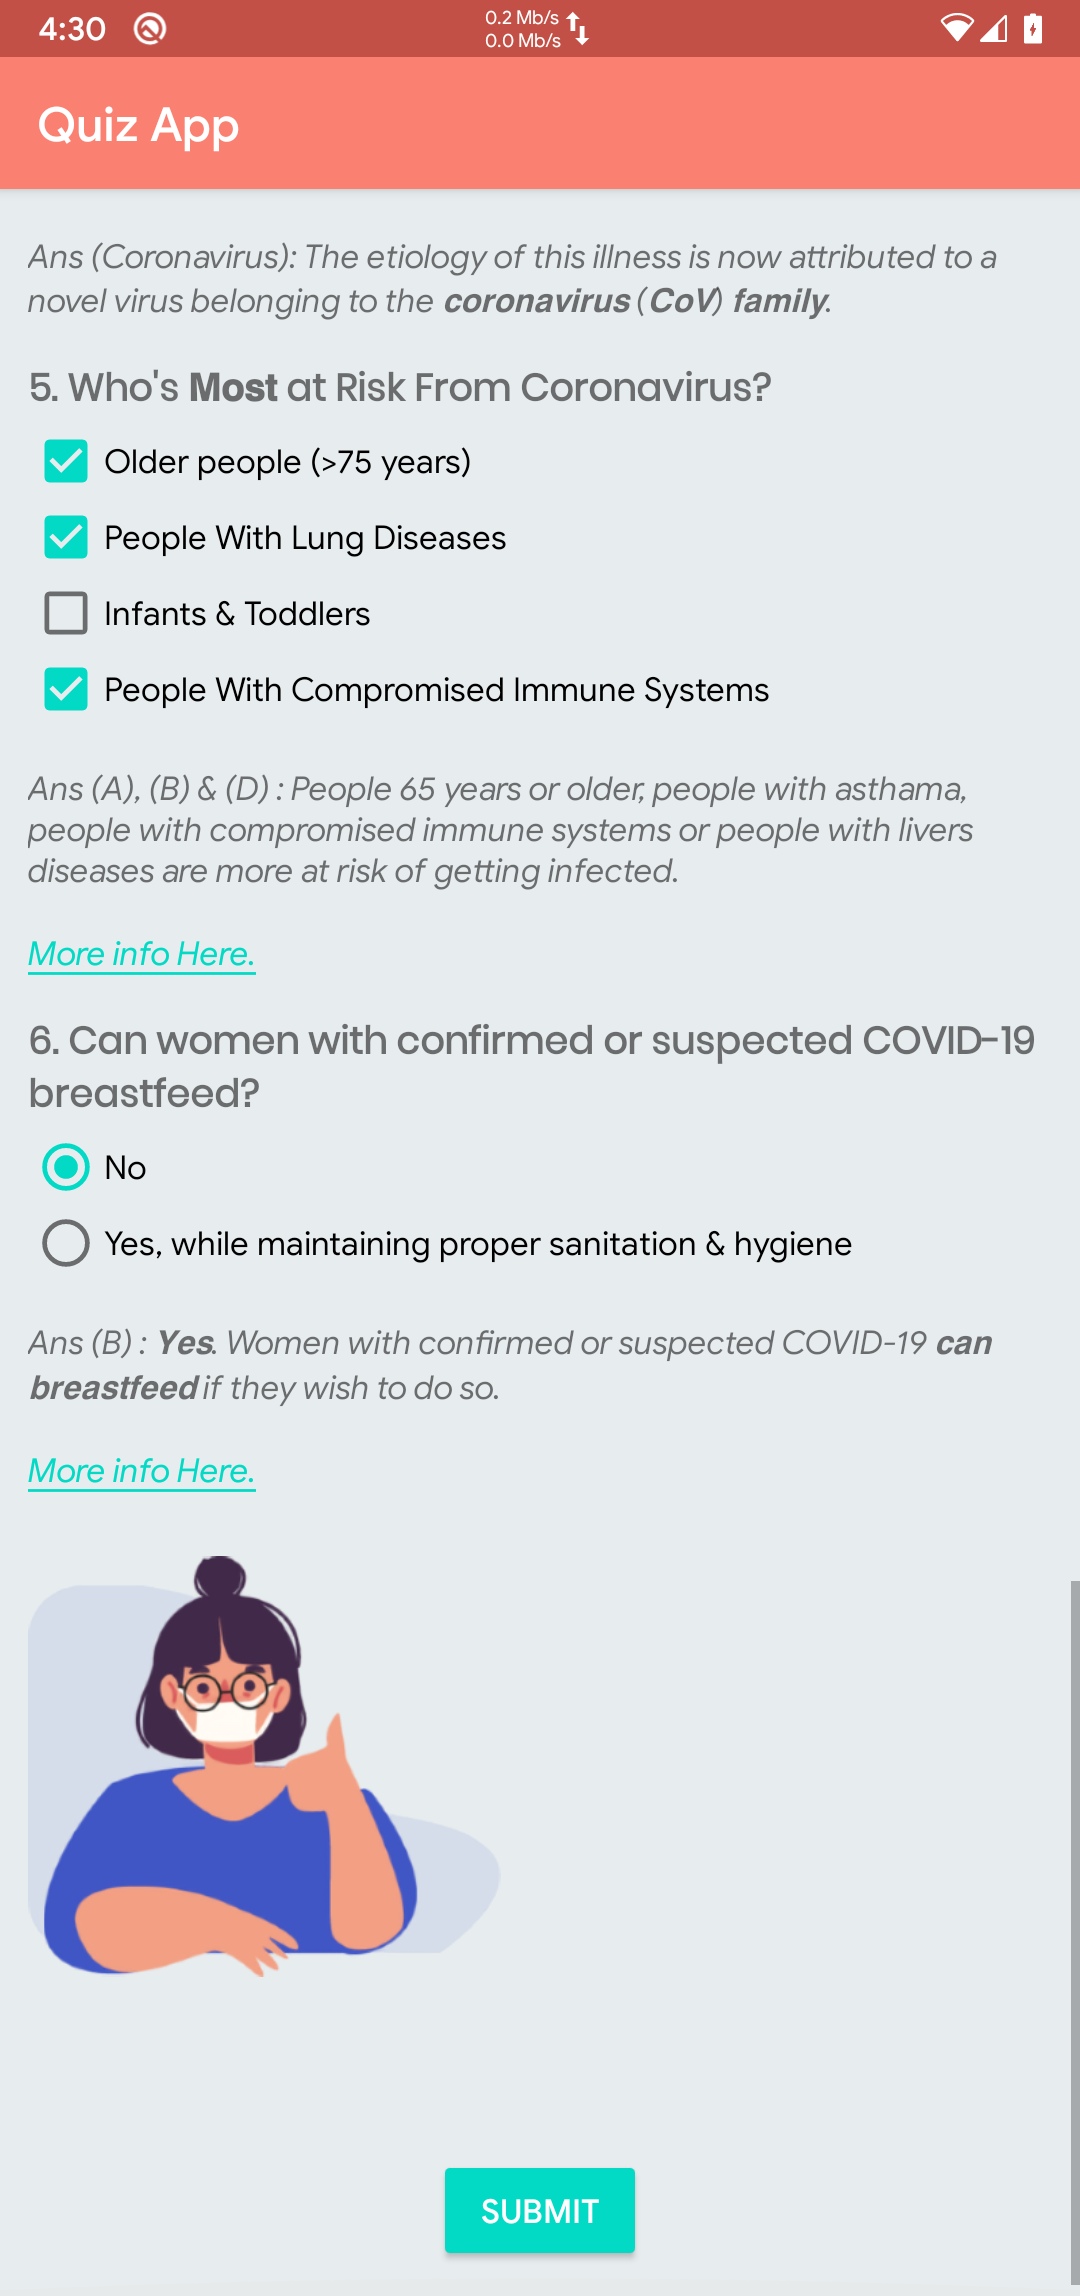 4:30
0.2 Mb/s
0.0 Mb/s
Quiz App
Ans (Coronavirus): The etiology of this illness is now attributed to a
novel virus belonging to the coronavirus (CoV) family.
5. Who's Most at Risk From Coronavirus?
Older people (>75 years)
People With Lung Diseases
Infants & Toddlers
People With Compromised Immune Systems
Ans (A), (B) & (D) : People 65 years or older, people with asthama,
people with compromised immune systems or people with livers
diseases are more at risk of getting infected.
More info Here.
6. Can women with confirmed or suspected COVID-19
breastfeed?
No
Yes, while maintaining proper sanitation & hygiene
Ans (B) : Yes. Women with confirmed or suspected COVID-19 can
breastfeed if they wish to do so.
More info Here.
SUBMIT